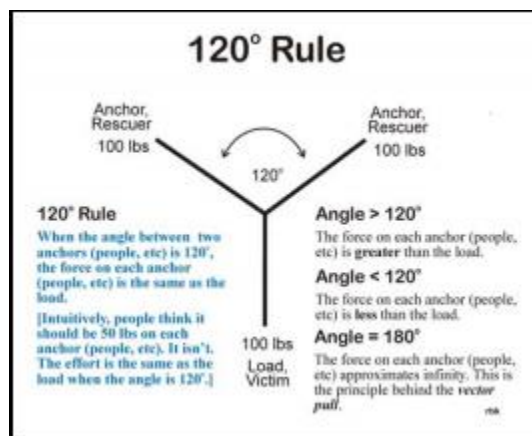 120° Rule
Anchor,
Rescuer
100 lbs
Anchor,
Rescuer
100 lbs
120°
120° Rule
When the angle between two
anchors (people, etc) is 120°,
the force on each anchor
(people, etc) is the same as the
load.
[Intuitively, people think it
should be 50 lbs on each
anchor (people, etc). It isn't.
The effort is the same as the
load when the angle is 120°.]
100 lbs
Load,
Victim
Angle > 120°
The force on each anchor (people,
etc) is greater than the load.
Angle < 120°
The force on each anchor (people,
etc) is less than the load.
Angle = 180°
The force on each anchor (people,
etc) approximates infinity. This is
the principle behind the vector
pull.